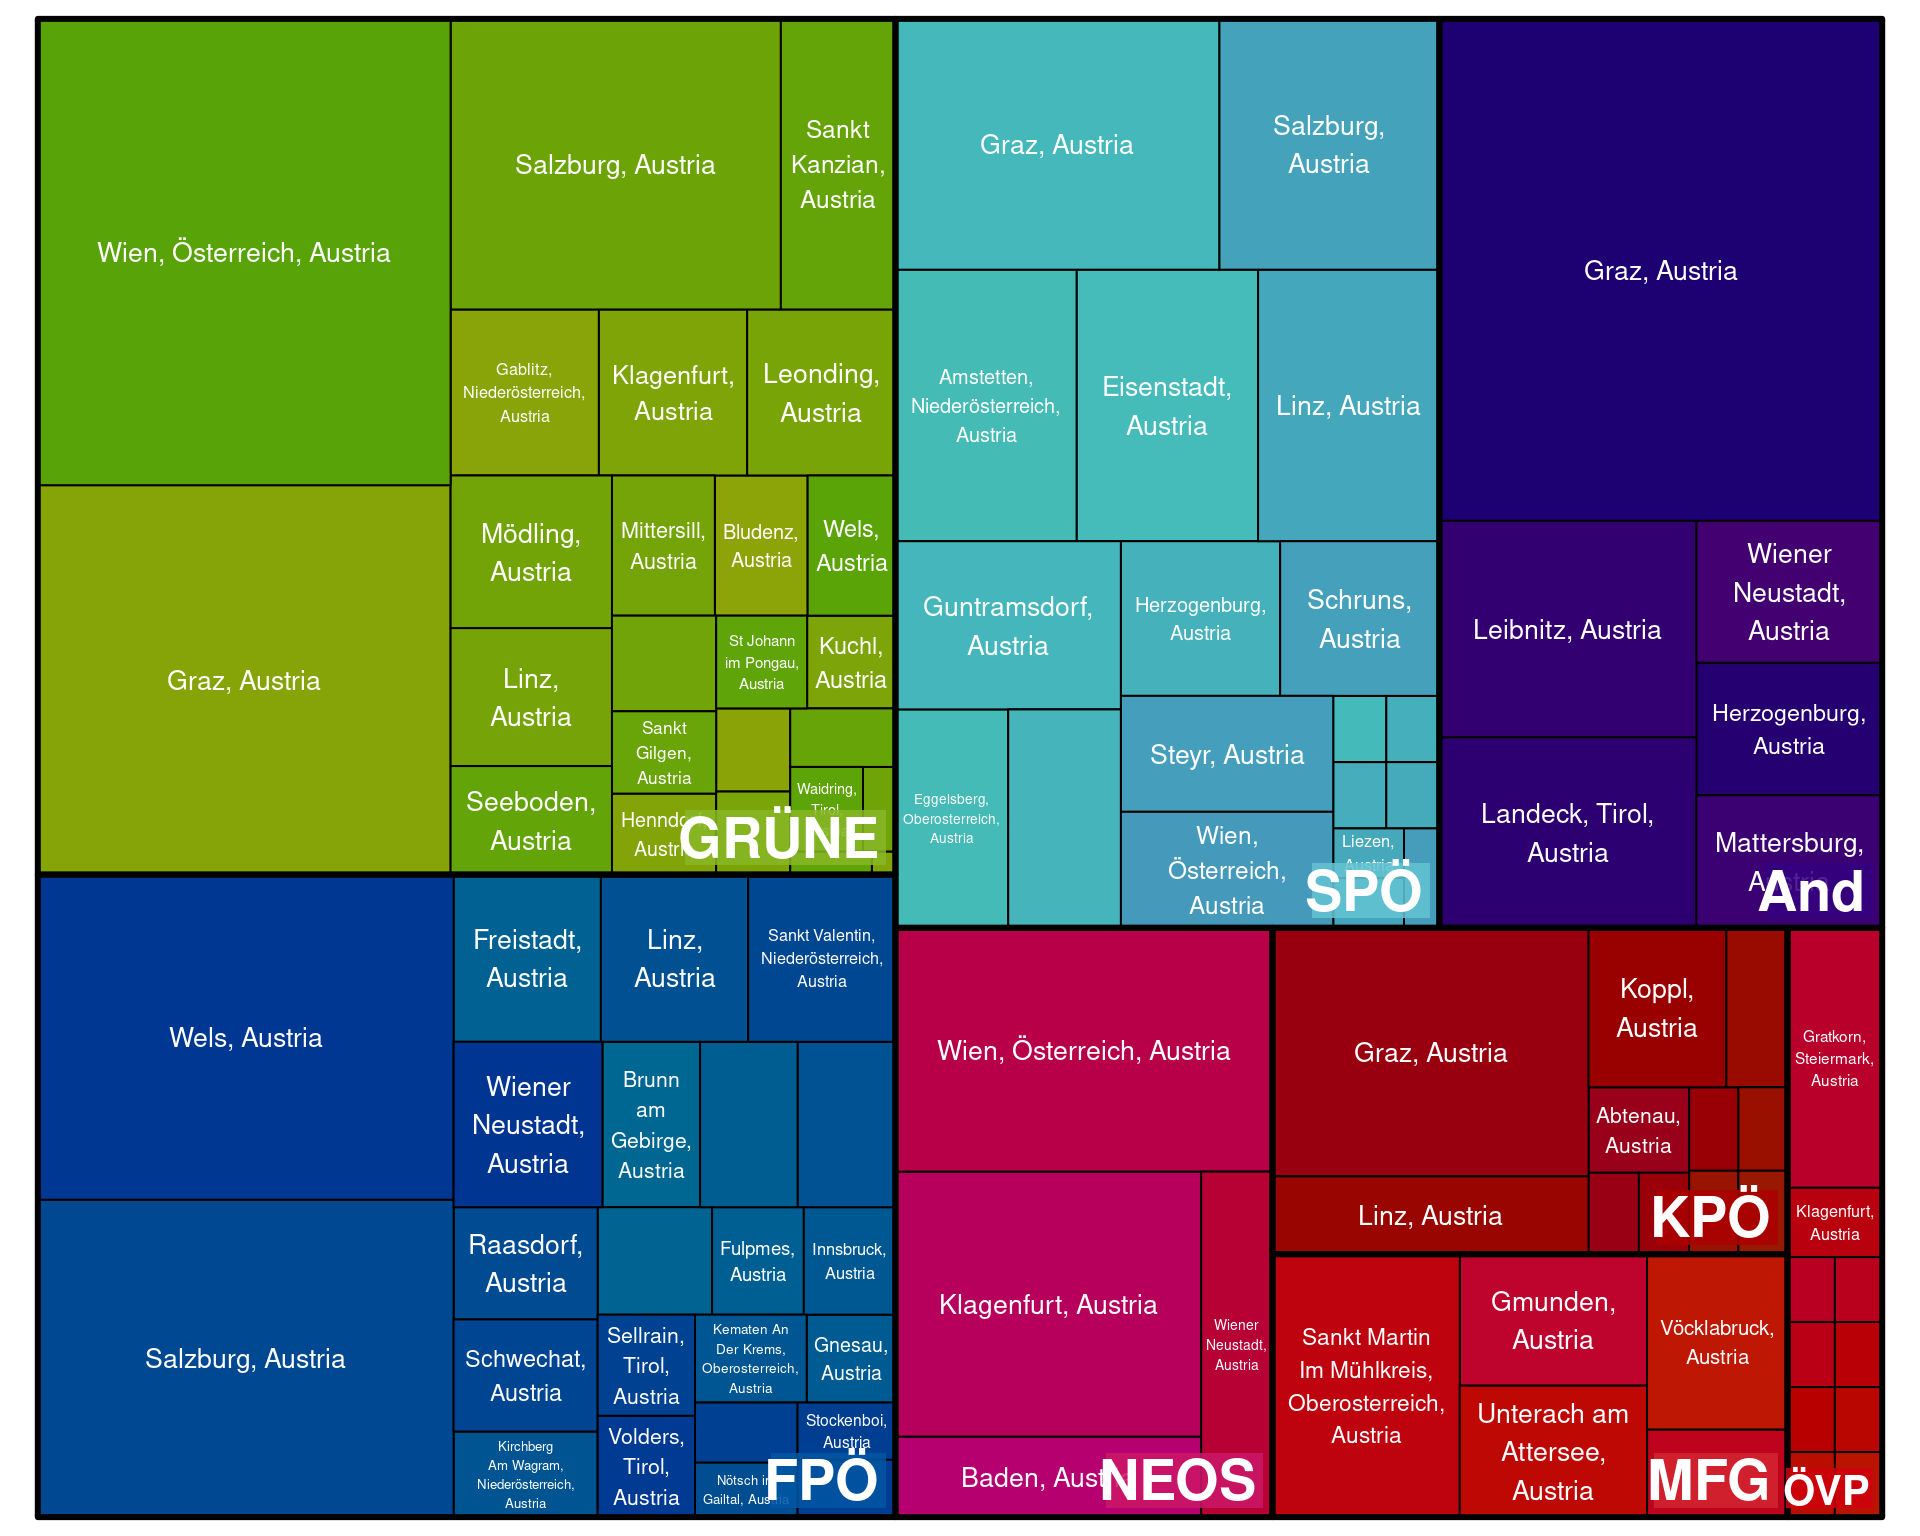 Wien, Österreich, Austria
Salzburg, Austria
Sankt
Kanzian,
Austria
Gablitz,
Niederösterreich,
Austria
Klagenfurt,
Austria
Leonding,
Austria
Graz, Austria
Mödling,
Austria
Mittersill,
Austria
Bludenz,
Austria
Wels,
Austria
Linz,
Austria
St Johann
im Pongau,
Austria
Kuchl,
Austria
Sankt
Gilgen,
Austria
Seeboden,
Austria
Waidring,
Tirol,
GRÜNE
Graz, Austria
Salzburg,
Austria
Amstetten,
Niederösterreich,
Austria
Eisenstadt,
Austria
Linz, Austria
Guntramsdorf,
Austria
Herzogenburg,
Austria
Schruns,
Austria
Steyr, Austria
Eggelsberg,
Oberosterreich,
Austria
Wien,
Österreich,
Austria
Liezen,
Austria
SPÖ
Graz, Austria
Leibnitz, Austria
Wiener
Neustadt,
Austria
Herzogenburg,
Austria
Landeck, Tirol,
Austria
Mattersburg,
Austria
And
Wels, Austria
Freistadt,
Austria
Linz,
Austria
Sankt Valentin,
Niederösterreich,
Austria
Wiener
Neustadt,
Austria
Brunn
am
Gebirge,
Austria
Salzburg, Austria
Raasdorf,
Austria
Fulpmes,
Austria
Innsbruck,
Austria
Schwechat,
Austria
Sellrain,
Tirol,
Austria
Kematen An
Der Krems,
Oberosterreich,
Austria
Gnesau,
Austria
Kirchberg
Am Wagram,
Niederösterreich,
Austria
Volders,
Tirol,
Austria
Stockenboi,
Austria
Nötsch im
Gailtal, Austria
FPÖ
Wien, Österreich, Austria
Klagenfurt, Austria
Wiener
Neustadt,
Austria
Baden, Austria
NEOS
Graz, Austria
Koppl,
Austria
Abtenau,
Austria
Linz, Austria
KPÖ
Sankt Martin
Im Mühlkreis,
Oberosterreich,
Austria
Gmunden,
Austria
Vöcklabruck,
Austria
Unterach am
Attersee,
Austria
MFG
Gratkorn,
Steiermark,
Austria
Klagenfurt,
Austria
ÖVP